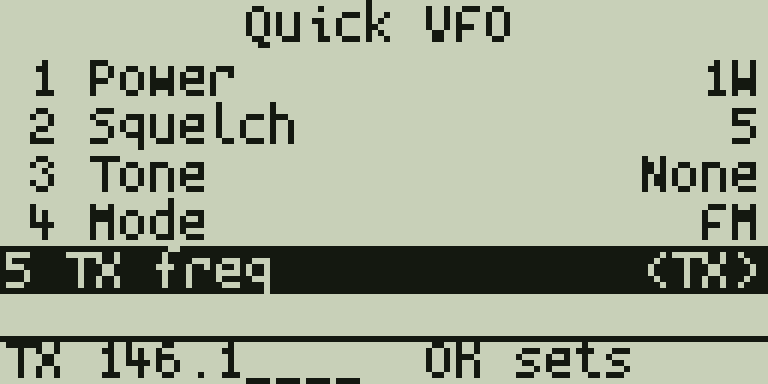 Quick VFO
1 Power 1W
2 Squelch 5
3 Tone None
4 Mode FM
5 TX freq (TX)
TX 146.1____ OK sets